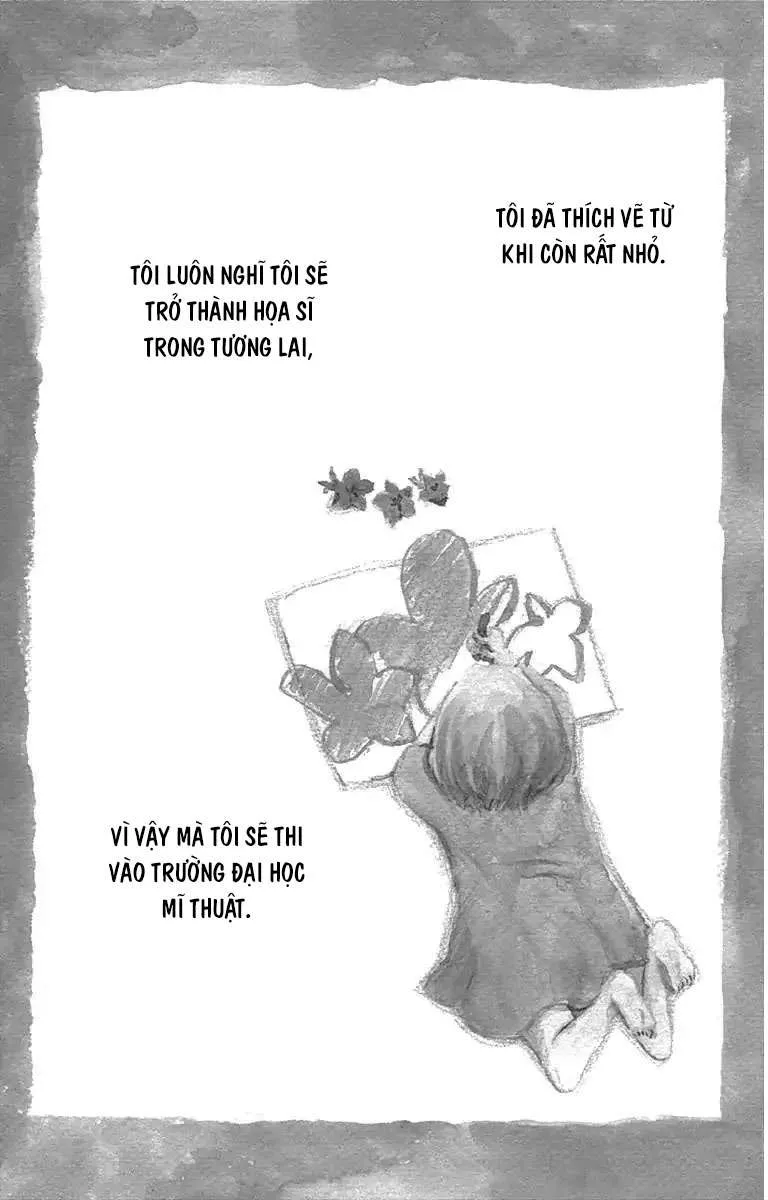 TÔI ĐÃ THÍCH VẼ TỪ
KHI CÒN RẤT NHỎ.
TÔI LUÔN NGHĨ TÔI SẼ
TRỞ THÀNH HỌA SĨ
TRONG TƯƠNG LAI,
VÌ VẬY MÀ TÔI SẼ THI
VÀO TRƯỜNG ĐẠI HỌC
MĨ THUẬT.